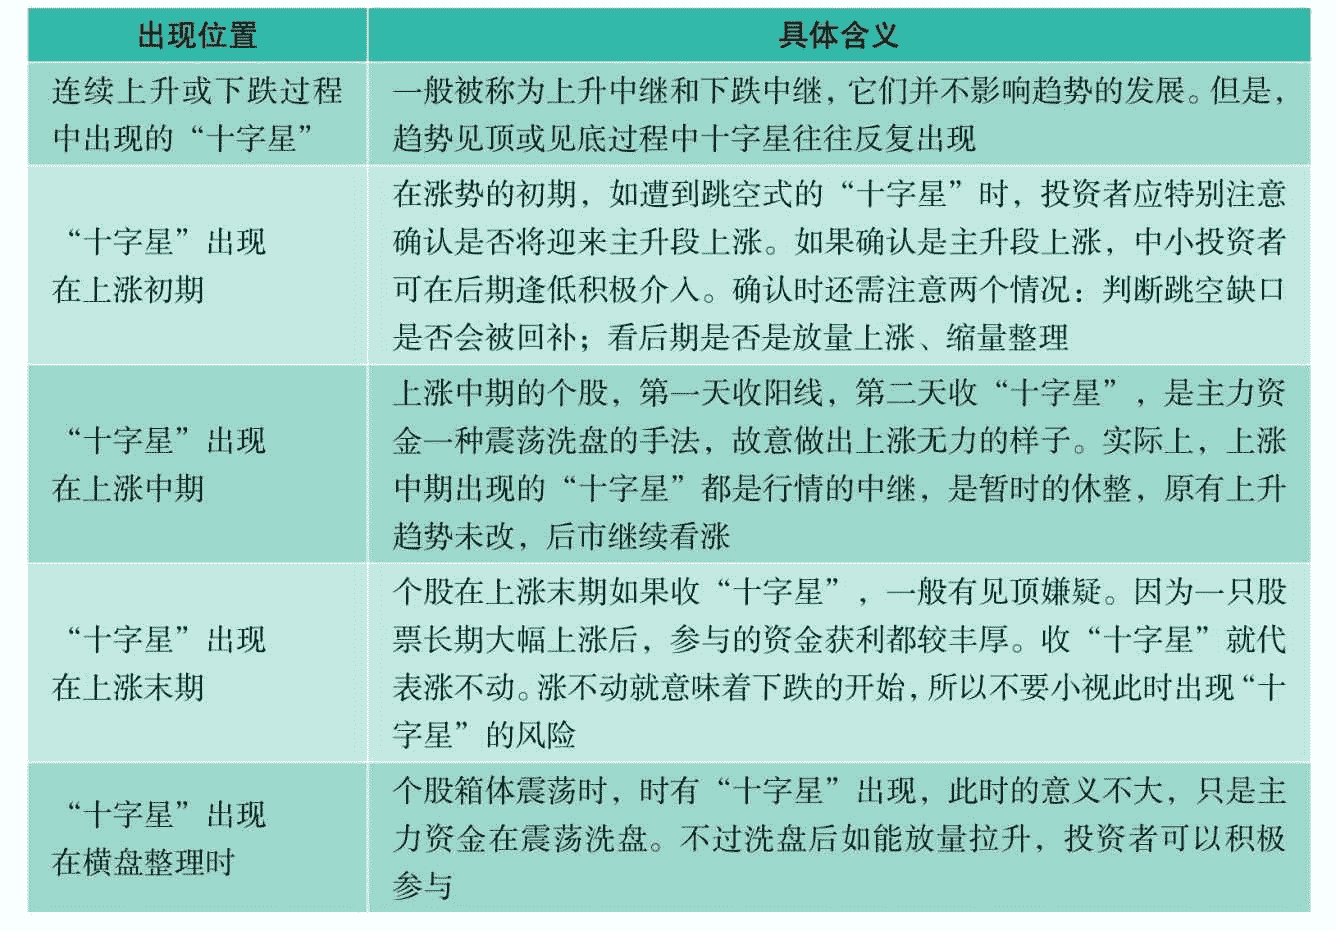 出现位置
具体含义
连续上升或下跌过程
中出现的“十字星”
一般被称为上升中继和下跌中继，它们并不影响趋势的发展。但是，
趋势见顶或见底过程中十字星往往反复出现
“十字星”出现
在上涨初期
在涨势的初期，如遭到跳空式的“十字星”时，投资者应特别注意
确认是否将迎来主升段上涨。如果确认是主升段上涨，中小投资者
可在后期逢低积极介入。确认时还需注意两个情况：判断跳空缺口
是否会被回补；看后期是否是放量上涨、缩量整理
“十字星”出现
在上涨中期
上涨中期的个股，第一天收阳线，第二天收“十字星”，是主力资
金一种震荡洗盘的手法，故意做出上涨无力的样子。实际上，上涨
中期出现的“十字星”都是行情的中继，是暂时的休整，原有上升
趋势未改，后市继续看涨
“十字星”出现
在上涨末期
个股在上涨末期如果收“十字星”，一般有见顶嫌疑。因为一只股
票长期大幅上涨后，参与的资金获利都较丰厚。收“十字星”就代
表涨不动。涨不动就意味着下跌的开始，所以不要小视此时出现“十
字星”的风险
“十字星”出现
在横盘整理时
个股箱体震荡时，时有“十字星”出现，此时的意义不大，只是主
力资金在震荡洗盘。不过洗盘后如能放量拉升，投资者可以积极
参与